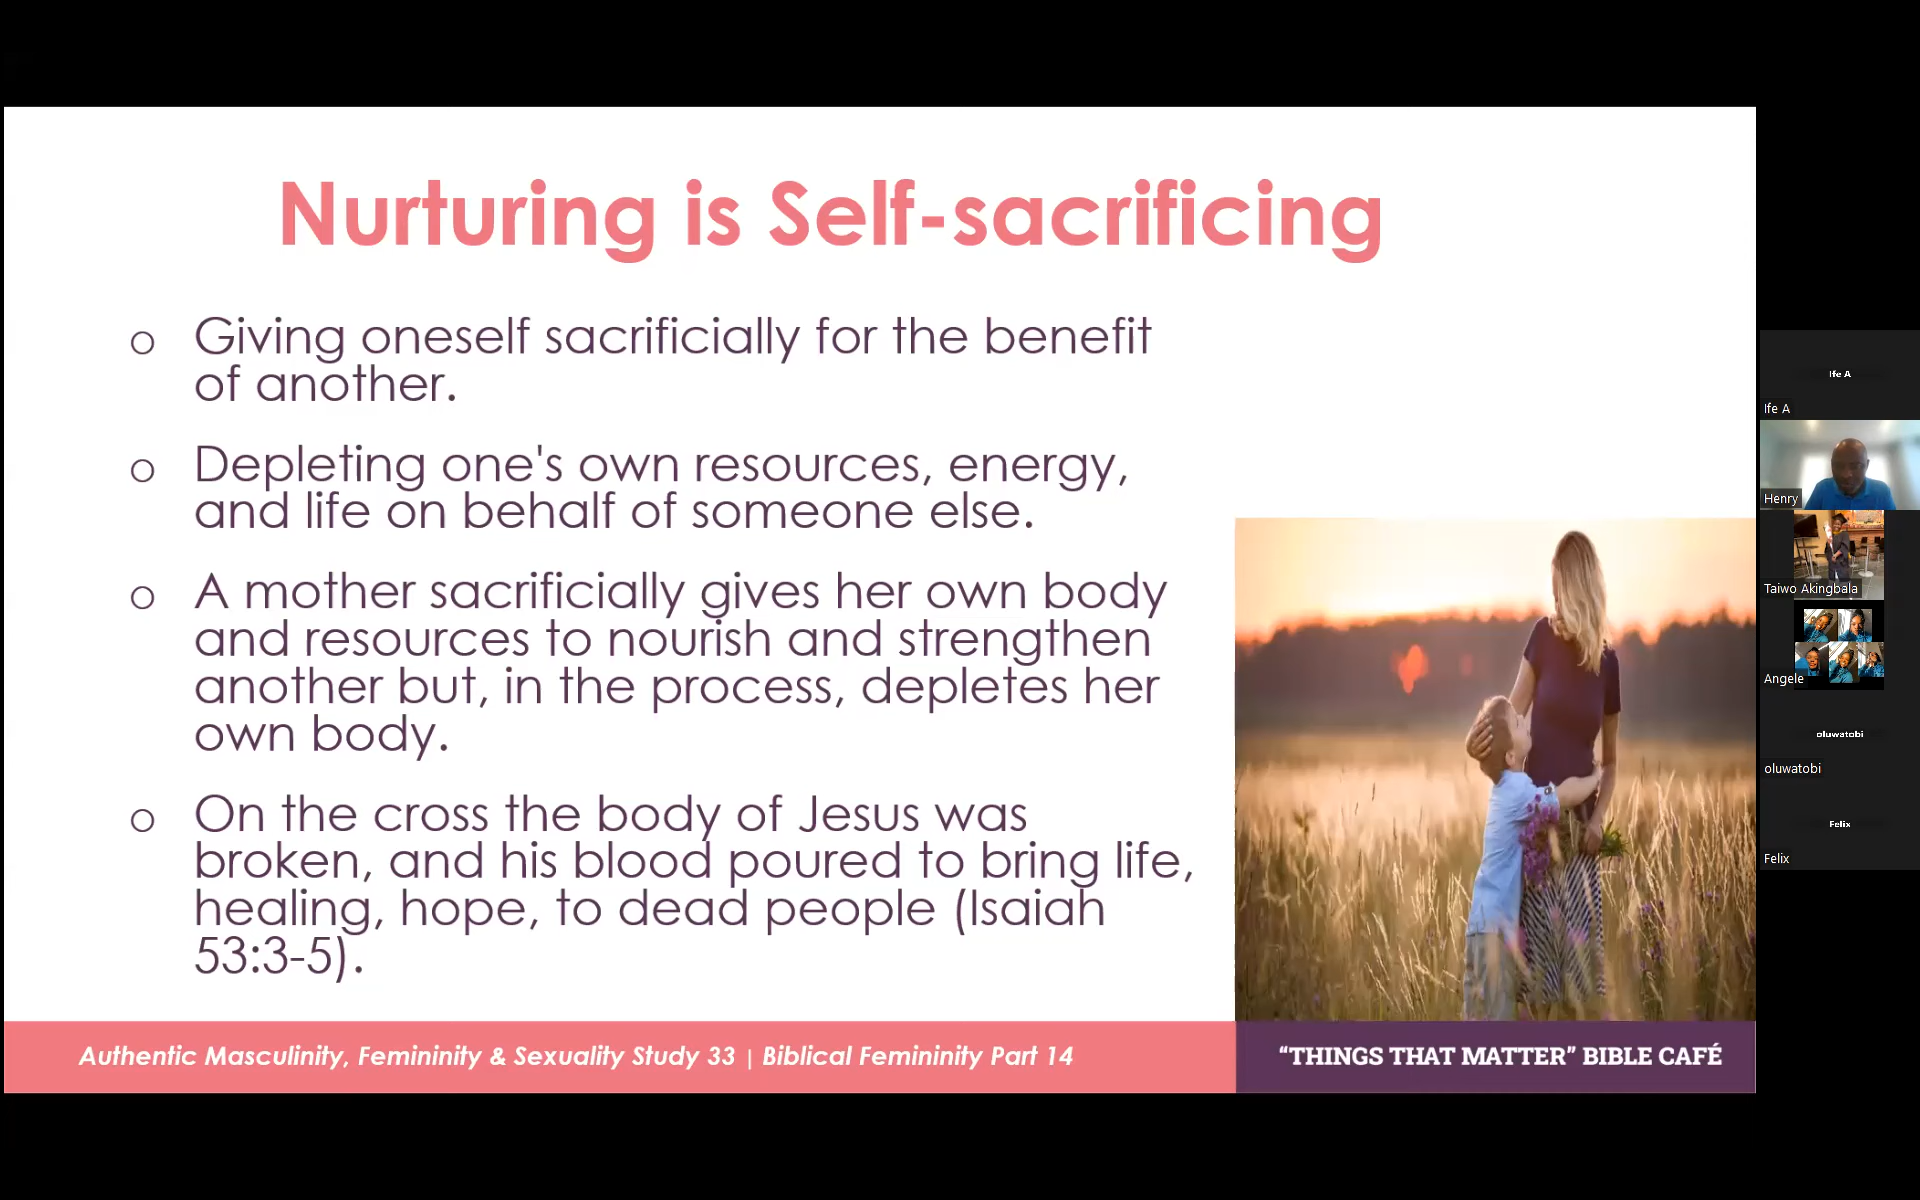 Nurturing is Self-sacrificing
o Giving oneself sacrificially for the benefit
of another.
o Depleting one's own resources, energy,
and life on behalf of someone else.
o A mother sacrificially gives her own body
and resources to nourish and strengthen
another but, in the process, depletes her
own body.
o On the cross the body of Jesus was
broken, and his blood poured to bring life,
healing, hope, to dead people (Isaiah
53:3-5).
Authentic Masculinity, Femininity & Sexuality Study 33 | Biblical Femininity Part 14
“THINGS THAT MATTER” BIBLE CAFÉ
Ife A
Ife A
Henry
Taiwo Akingbala
Angele
oluwatobi
oluwatobi
Felix
Felix